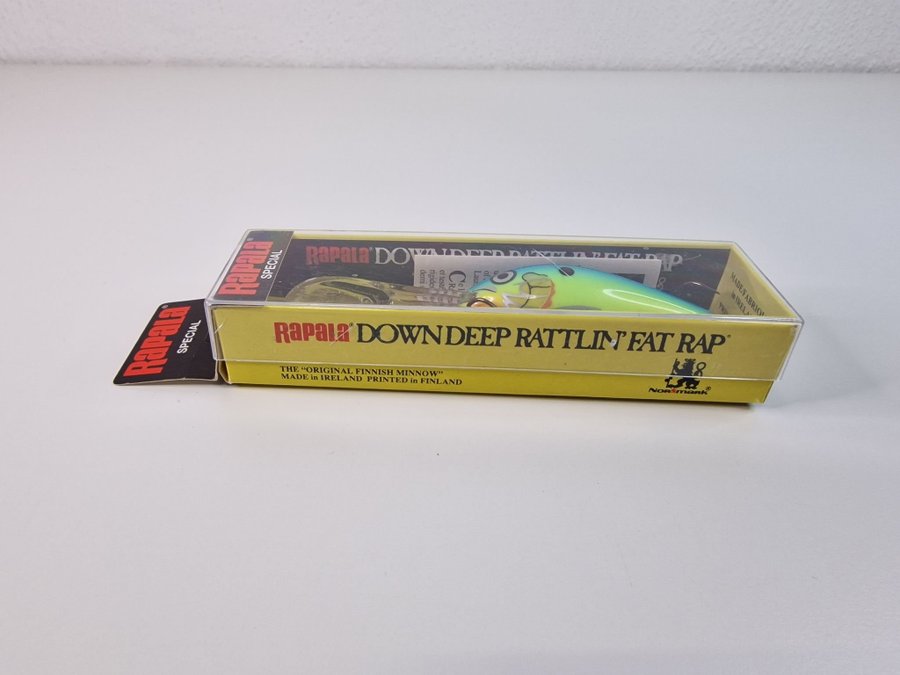 Rapala®
SPECIAL
Rapala® DOWN DEEP RATTLIN' FAT RAP
Rapala®
SPECIAL
Rapala® DOWN DEEP RATTLIN' FAT RAP®
THE "ORIGINAL FINNISH MINNOW"
MADE in IRELAND PRINTED in FINLAND
NORMARK®